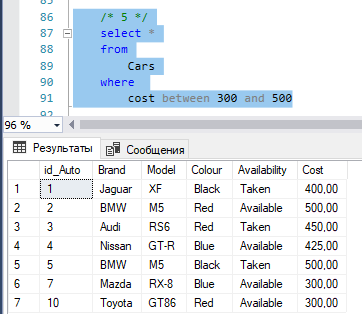 86 /* 5 */
87 select *
88 from
89 Cars
90 where
91 cost between 300 and 500
92
96 %
Результаты Сообщения
id_Auto Brand Model Colour Availability Cost
1 1 Jaguar XF Black Taken 400,00
2 2 BMW M5 Red Available 500,00
3 3 Audi RS6 Red Taken 450,00
4 4 Nissan GT-R Blue Available 425,00
5 5 BMW M5 Black Taken 500,00
6 7 Mazda RX-8 Blue Available 300,00
7 10 Toyota GT86 Red Available 300,00